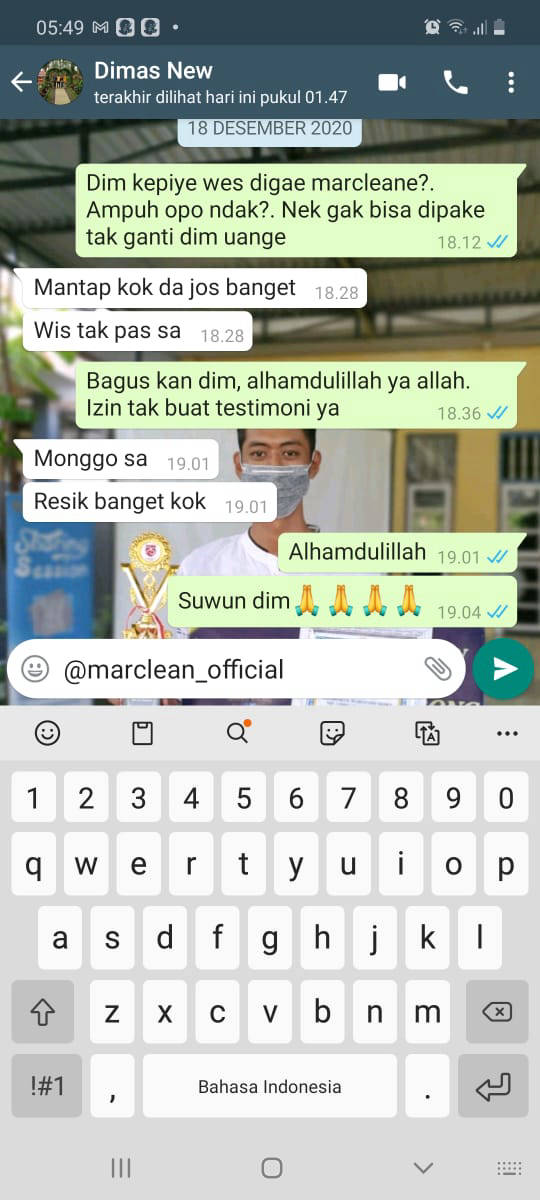 05:49
Dimas New
terakhir dilihat hari ini pukul 01.47
18 DESEMBER 2020
Dim kepiye wes digae marcleane?.
Ampuh opo ndak?. Nek gak bisa dipake
tak ganti dim uange
18.12
Mantap kok da jos banget
18.28
Wis tak pas sa
18.28
Bagus kan dim, alhamdulillah ya allah.
Izin tak buat testimoni ya
18.36
Monggo sa
19.01
Resik banget kok
19.01
Alhamdulillah
19.01
Suwun dim🙏🙏🙏🙏
19.04
@marclean_official
1 2 3 4 5 6 7 8 9 0
q w e r t y u i o p
a s d f g h j k l
z x c v b n m
!#1 , Bahasa Indonesia .